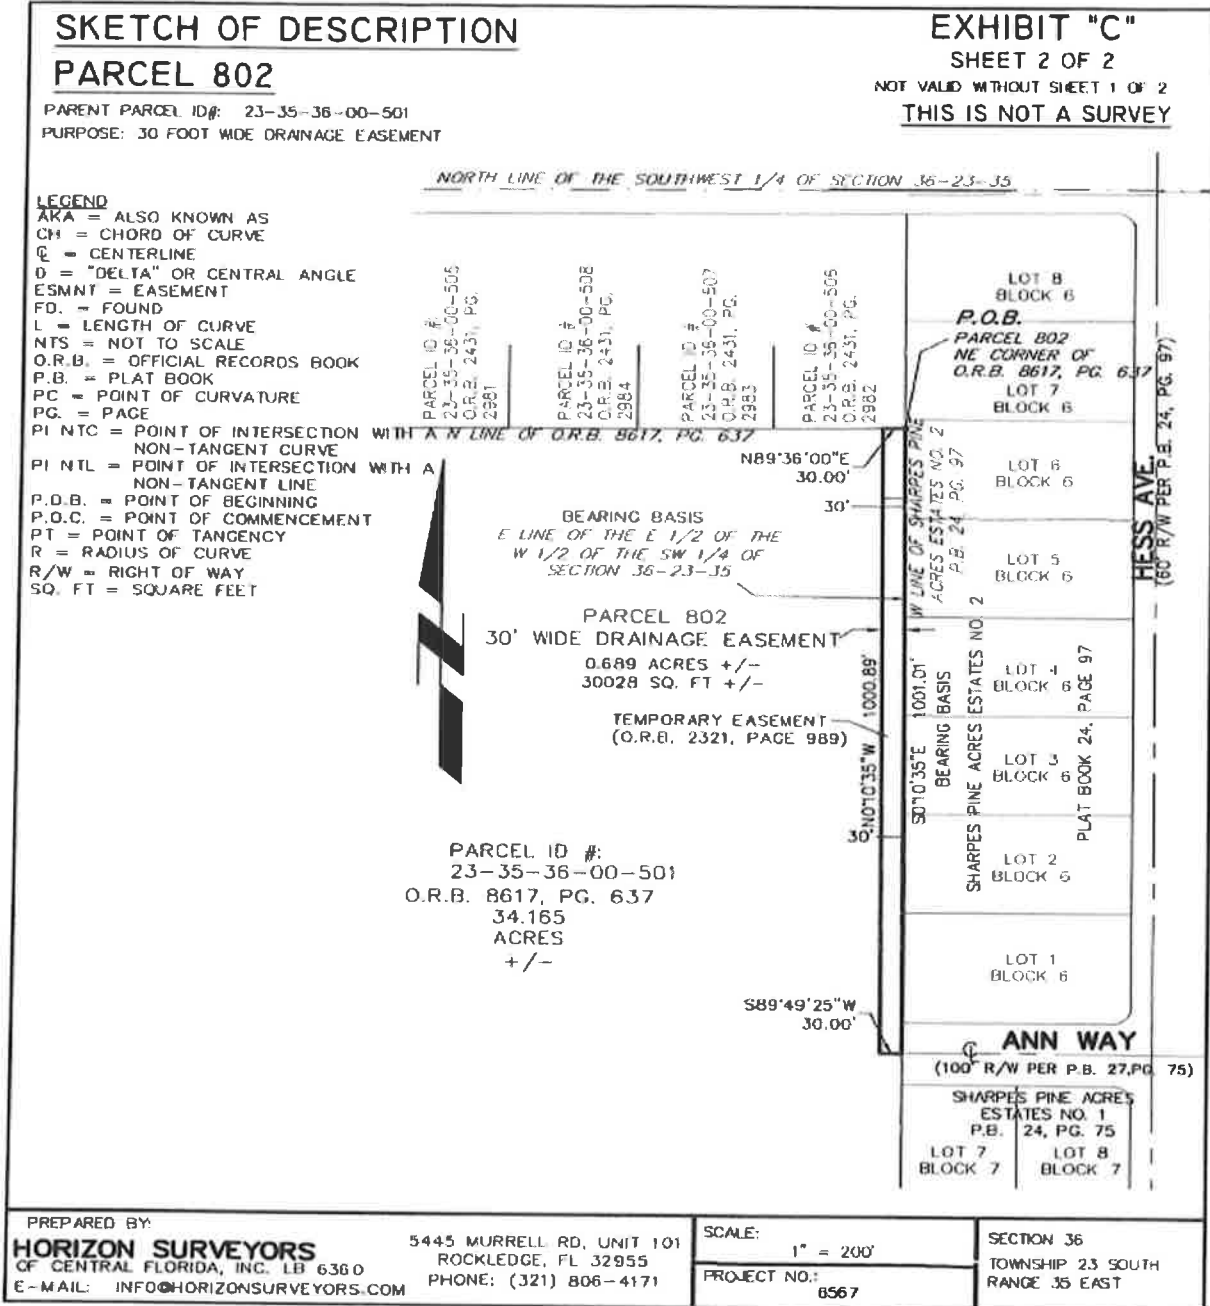 SKETCH OF DESCRIPTION
PARCEL 802
PARENT PARCEL ID#: 23-35-36-00-501
PURPOSE: 30 FOOT WIDE DRAINAGE EASEMENT
EXHIBIT "C"
SHEET 2 OF 2
NOT VALID WITHOUT SHEET 1 OF 2
THIS IS NOT A SURVEY
NORTH LINE OF THE SOUTHWEST 1/4 OF SECTION 36-23-35
LEGEND
AKA = ALSO KNOWN AS
CH = CHORD OF CURVE
℄ = CENTERLINE
D = "DELTA" OR CENTRAL ANGLE
ESMNT = EASEMENT
FD. = FOUND
L = LENGTH OF CURVE
NTS = NOT TO SCALE
O.R.B. = OFFICIAL RECORDS BOOK
P.B. = PLAT BOOK
PC = POINT OF CURVATURE
PG. = PAGE
PI NTC = POINT OF INTERSECTION WITH A
NON-TANGENT CURVE
PI NTL = POINT OF INTERSECTION WITH A
NON-TANGENT LINE
P.O.B. = POINT OF BEGINNING
P.O.C. = POINT OF COMMENCEMENT
PT = POINT OF TANGENCY
R = RADIUS OF CURVE
R/W = RIGHT OF WAY
SQ. FT = SQUARE FEET
PARCEL ID #:
23-35-36-00-505
O.R.B. 2431, PG.
2981
PARCEL ID #
23-35-36-00-508
O.R.B. 2431, PG.
2984
PARCEL ID #
23-35-36-00-507
O.R.B. 2431, PG.
2983
PARCEL ID #
23-35-36-00-506
O.R.B. 2431, PG.
2982
N LINE OF O.R.B. 8617, PG. 637
LOT 8
BLOCK 6
P.O.B.
PARCEL 802
NE CORNER OF
O.R.B. 8617, PG. 637
LOT 7
BLOCK 6
N89°36'00"E
30.00'
30'
W LINE OF SHARPES PINE
ACRES ESTATES NO. 2
P.B. 24 PG. 97
LOT 6
BLOCK 6
HESS AVE.
(60' R/W PER P.B. 24, PG. 97)
BEARING BASIS
E LINE OF THE E 1/2 OF THE
W 1/2 OF THE SW 1/4 OF
SECTION 36-23-35
LOT 5
BLOCK 6
PARCEL 802
30' WIDE DRAINAGE EASEMENT
0.689 ACRES +/-
30028 SQ. FT +/-
TEMPORARY EASEMENT
(O.R.B. 2321, PAGE 989)
N0°10'35"W 1000.89'
S0°10'35"E 1001.01'
BEARING BASIS
SHARPES PINE ACRES ESTATES NO. 2
PLAT BOOK 24, PAGE 97
LOT 4
BLOCK 6
LOT 3
BLOCK 6
30'
LOT 2
BLOCK 6
PARCEL ID #:
23-35-36-00-501
O.R.B. 8617, PG. 637
34.165
ACRES
+/-
LOT 1
BLOCK 6
S89°49'25"W
30.00'
℄ ANN WAY
(100' R/W PER P.B. 27,PG 75)
SHARPES PINE ACRES
ESTATES NO. 1
P.B. 24, PG. 75
LOT 7
BLOCK 7
LOT 8
BLOCK 7
PREPARED BY:
HORIZON SURVEYORS
OF CENTRAL FLORIDA, INC. LB 6360
E-MAIL: INFO@HORIZONSURVEYORS.COM
5445 MURRELL RD, UNIT 101
ROCKLEDGE, FL 32955
PHONE: (321) 806-4171
SCALE:
1" = 200'
PROJECT NO.:
6567
SECTION 36
TOWNSHIP 23 SOUTH
RANGE 35 EAST